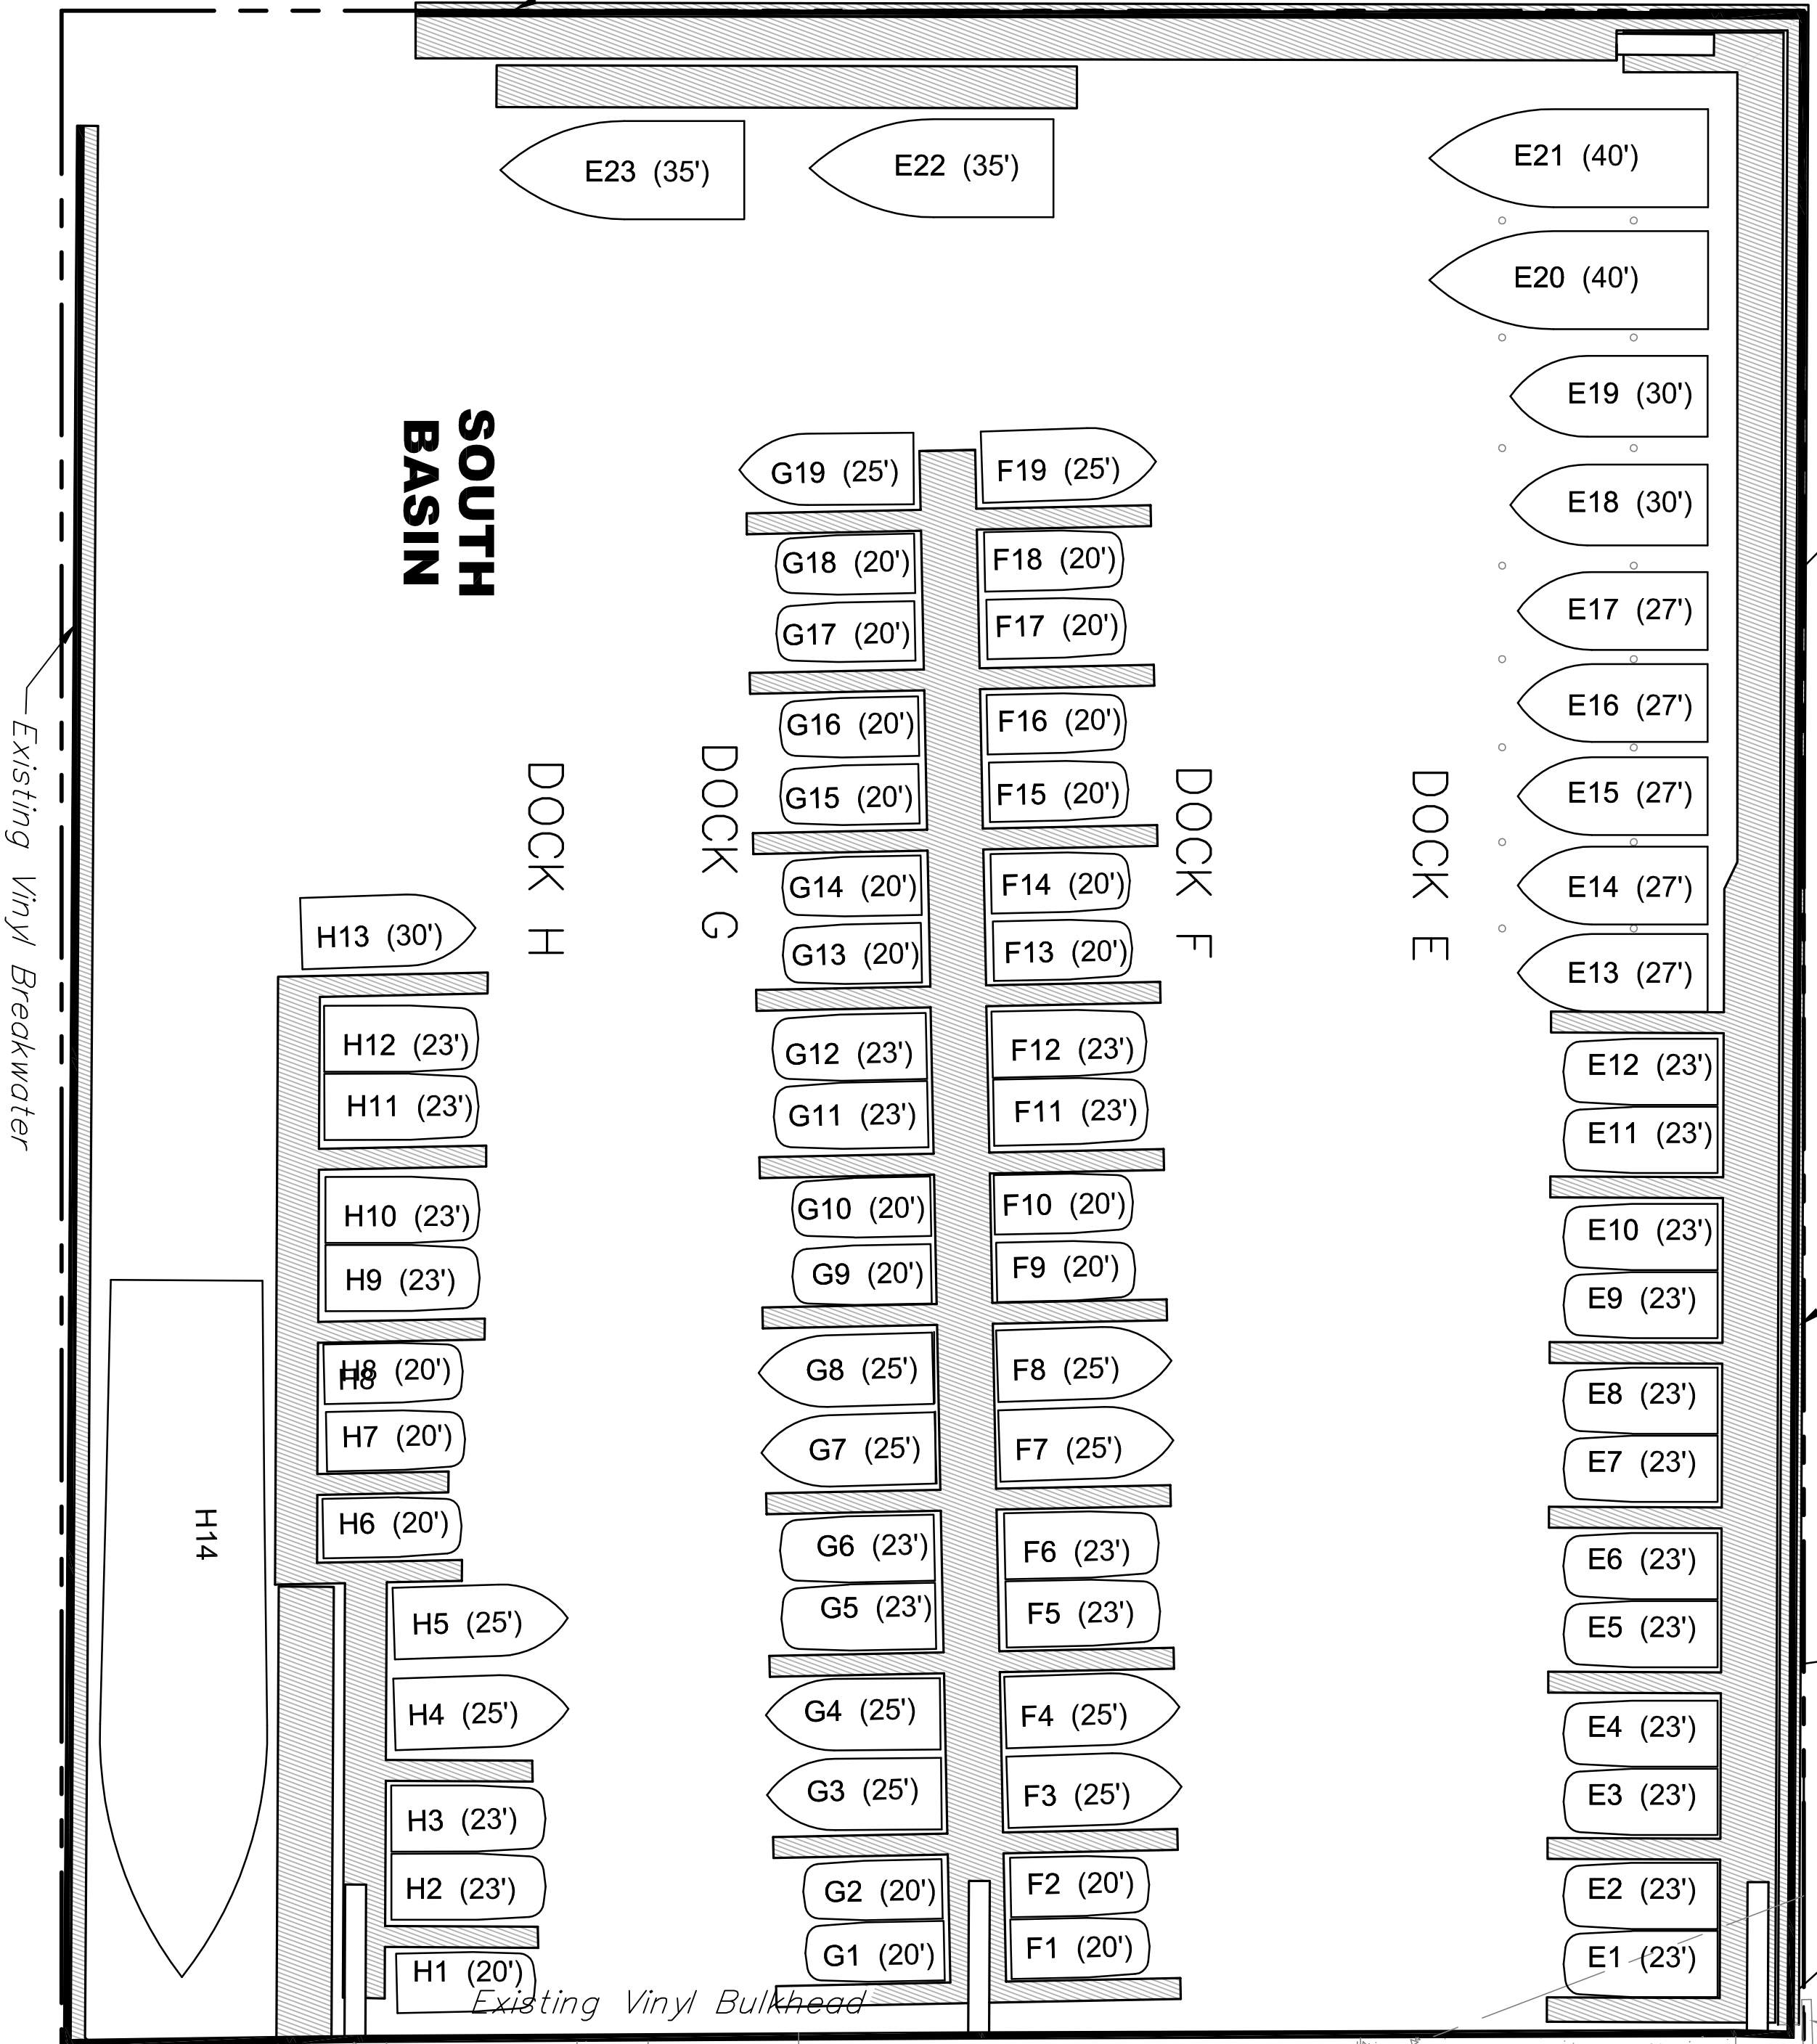 E23 (35')
E22 (35')
E21 (40')
E20 (40')
E19 (30')
E18 (30')
E17 (27')
E16 (27')
E15 (27')
E14 (27')
E13 (27')
E12 (23')
E11 (23')
E10 (23')
E9 (23')
E8 (23')
E7 (23')
E6 (23')
E5 (23')
E4 (23')
E3 (23')
E2 (23')
E1 (23')
DOCK E
DOCK F
F19 (25')
F18 (20')
F17 (20')
F16 (20')
F15 (20')
F14 (20')
F13 (20')
F12 (23')
F11 (23')
F10 (20')
F9 (20')
F8 (25')
F7 (25')
F6 (23')
F5 (23')
F4 (25')
F3 (25')
F2 (20')
F1 (20')
G19 (25')
G18 (20')
G17 (20')
G16 (20')
G15 (20')
G14 (20')
G13 (20')
G12 (23')
G11 (23')
G10 (20')
G9 (20')
G8 (25')
G7 (25')
G6 (23')
G5 (23')
G4 (25')
G3 (25')
G2 (20')
G1 (20')
DOCK G
DOCK H
SOUTH
BASIN
H13 (30')
H12 (23')
H11 (23')
H10 (23')
H9 (23')
H8 (20')
H8
H7 (20')
H6 (20')
H5 (25')
H4 (25')
H3 (23')
H2 (23')
H1 (20')
H14
Existing Vinyl Breakwater
Existing Vinyl Bulkhead